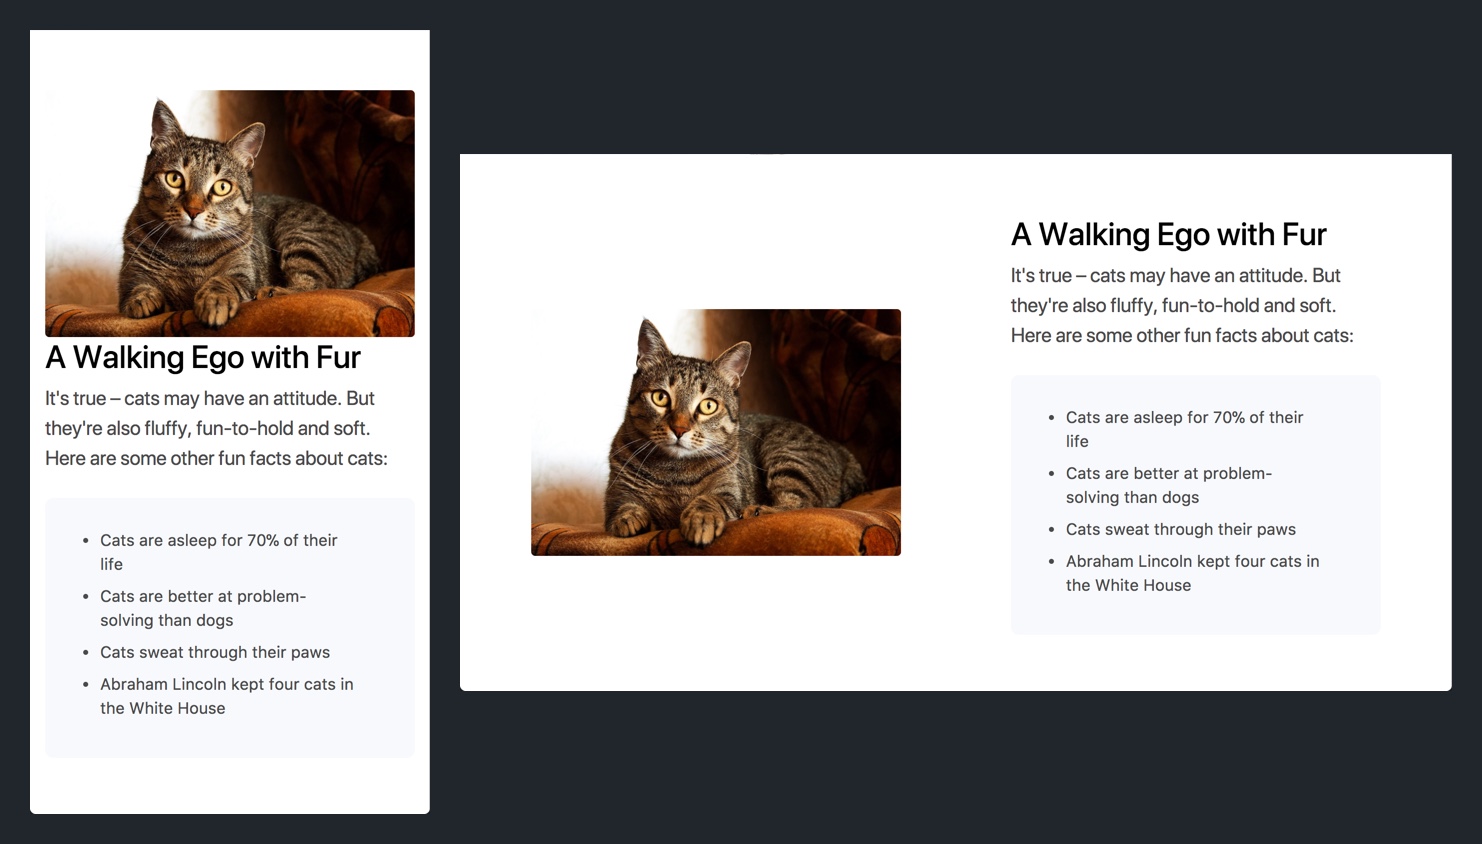 A Walking Ego with Fur
It's true – cats may have an attitude. But
they're also fluffy, fun-to-hold and soft.
Here are some other fun facts about cats:
• Cats are asleep for 70% of their
life
• Cats are better at problem-
solving than dogs
• Cats sweat through their paws
• Abraham Lincoln kept four cats in
the White House
A Walking Ego with Fur
It's true – cats may have an attitude. But
they're also fluffy, fun-to-hold and soft.
Here are some other fun facts about cats:
• Cats are asleep for 70% of their
life
• Cats are better at problem-
solving than dogs
• Cats sweat through their paws
• Abraham Lincoln kept four cats in
the White House